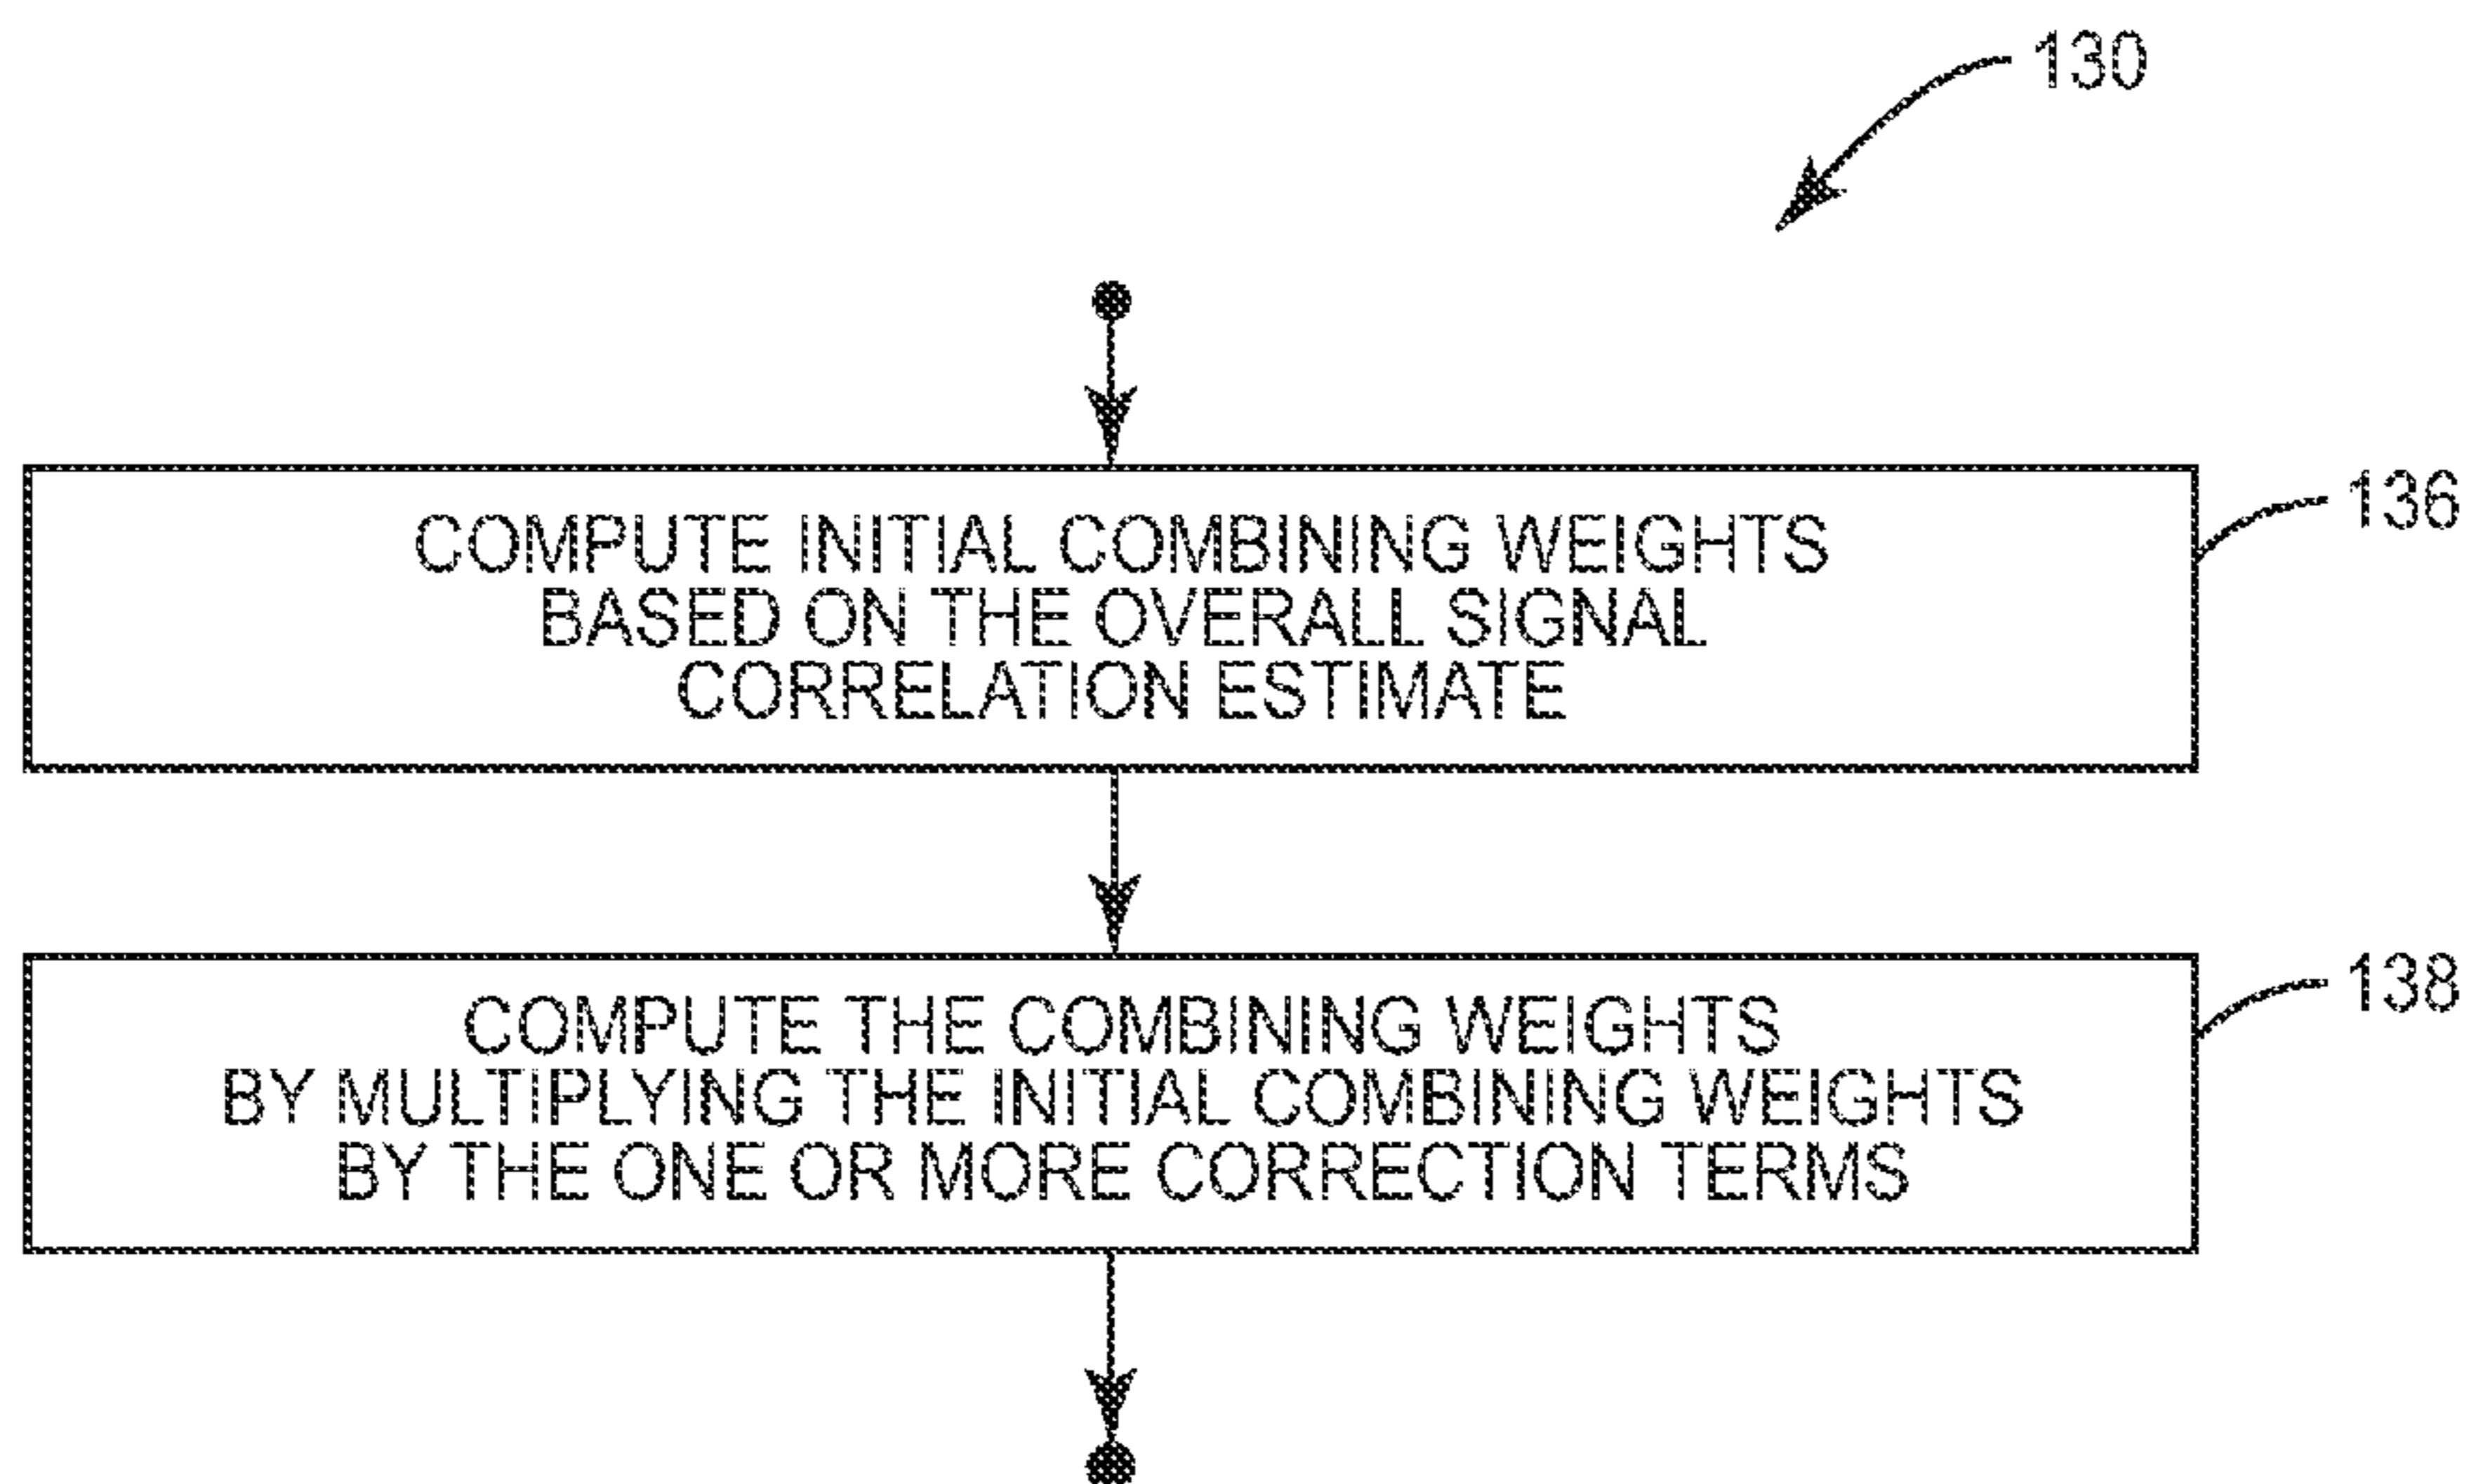 130
COMPUTE INITIAL COMBINING WEIGHTS
BASED ON THE OVERALL SIGNAL
CORRELATION ESTIMATE
136
COMPUTE THE COMBINING WEIGHTS
BY MULTIPLYING THE INITIAL COMBINING WEIGHTS
BY THE ONE OR MORE CORRECTION TERMS
138